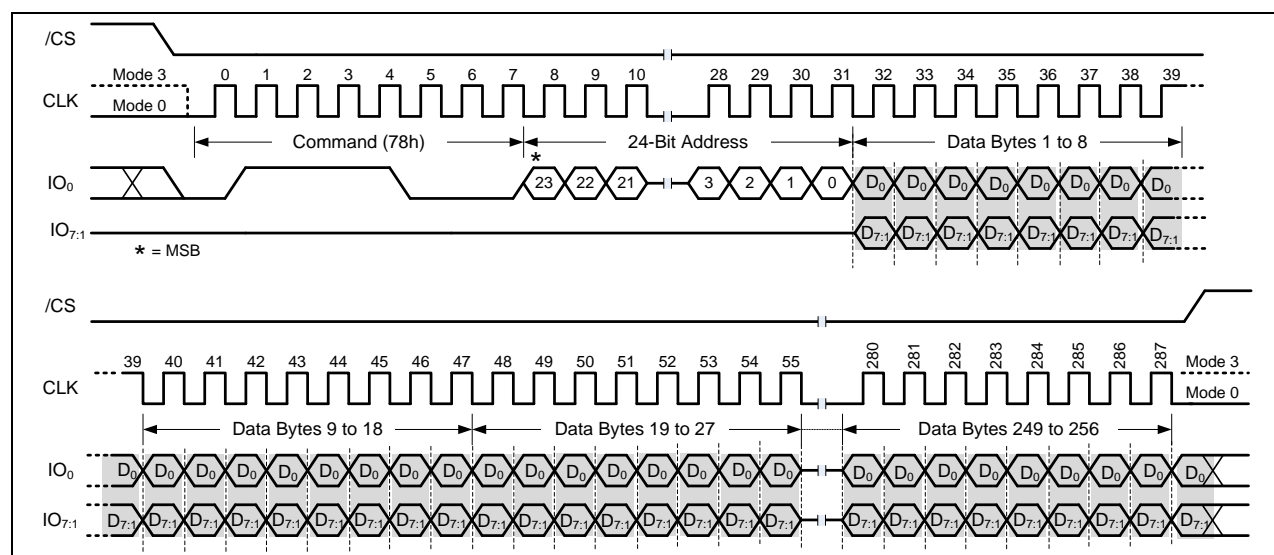 /CS
Mode 3 0 1 2 3 4 5 6 7 8 9 10 28 29 30 31 32 33 34 35 36 37 38 39
CLK
Mode 0
Command (78h) 24-Bit Address Data Bytes 1 to 8
*
IO0 23 22 21 3 2 1 0 D0 D0 D0 D0 D0 D0 D0 D0
IO7:1 D7:1 D7:1 D7:1 D7:1 D7:1 D7:1 D7:1 D7:1
* = MSB
/CS
39 40 41 42 43 44 45 46 47 48 49 50 51 52 53 54 55 280 281 282 283 284 285 286 287 Mode 3
CLK
Mode 0
Data Bytes 9 to 18 Data Bytes 19 to 27 Data Bytes 249 to 256
IO0 D0 D0 D0 D0 D0 D0 D0 D0 D0 D0 D0 D0 D0 D0 D0 D0 D0 D0 D0 D0 D0 D0 D0 D0 D0 D0
IO7:1 D7:1 D7:1 D7:1 D7:1 D7:1 D7:1 D7:1 D7:1 D7:1 D7:1 D7:1 D7:1 D7:1 D7:1 D7:1 D7:1 D7:1 D7:1 D7:1 D7:1 D7:1 D7:1 D7:1 D7:1 D7:1 D7:1